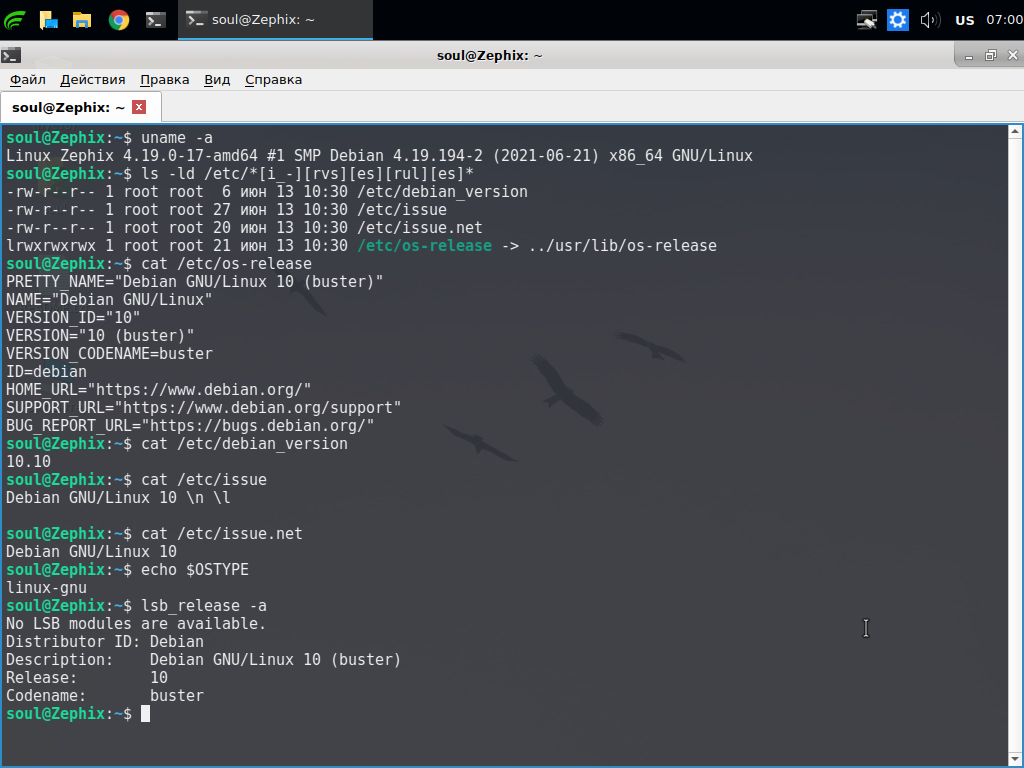 soul@Zephix: ~
US
07:00
soul@Zephix: ~
Файл Действия Правка Вид Справка
soul@Zephix: ~
soul@Zephix:~$ uname -a
Linux Zephix 4.19.0-17-amd64 #1 SMP Debian 4.19.194-2 (2021-06-21) x86_64 GNU/Linux
soul@Zephix:~$ ls -ld /etc/*[i_-][rvs][es][rul][es]*
-rw-r--r-- 1 root root  6 июн 13 10:30 /etc/debian_version
-rw-r--r-- 1 root root 27 июн 13 10:30 /etc/issue
-rw-r--r-- 1 root root 20 июн 13 10:30 /etc/issue.net
lrwxrwxrwx 1 root root 21 июн 13 10:30 /etc/os-release -> ../usr/lib/os-release
soul@Zephix:~$ cat /etc/os-release
PRETTY_NAME="Debian GNU/Linux 10 (buster)"
NAME="Debian GNU/Linux"
VERSION_ID="10"
VERSION="10 (buster)"
VERSION_CODENAME=buster
ID=debian
HOME_URL="https://www.debian.org/"
SUPPORT_URL="https://www.debian.org/support"
BUG_REPORT_URL="https://bugs.debian.org/"
soul@Zephix:~$ cat /etc/debian_version
10.10
soul@Zephix:~$ cat /etc/issue
Debian GNU/Linux 10 \n \l
soul@Zephix:~$ cat /etc/issue.net
Debian GNU/Linux 10
soul@Zephix:~$ echo $OSTYPE
linux-gnu
soul@Zephix:~$ lsb_release -a
No LSB modules are available.
Distributor ID: Debian
Description:    Debian GNU/Linux 10 (buster)
Release:        10
Codename:       buster
soul@Zephix:~$